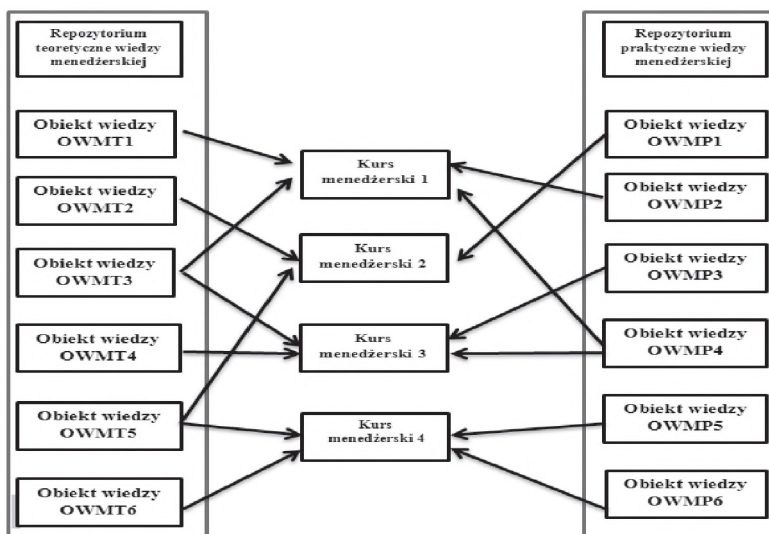 Repozytorium
teoretyczne wiedzy
menedżerskiej
Obiekt wiedzy
OWMT1
Obiekt wiedzy
OWMT2
Obiekt wiedzy
OWMT3
Obiekt wiedzy
OWMT4
Obiekt wiedzy
OWMT5
Obiekt wiedzy
OWMT6
Kurs
menedżerski 1
Kurs
menedżerski 2
Kurs
menedżerski 3
Kurs
menedżerski 4
Repozytorium
praktyczne wiedzy
menedżerskiej
Obiekt wiedzy
OWMP1
Obiekt wiedzy
OWMP2
Obiekt wiedzy
OWMP3
Obiekt wiedzy
OWMP4
Obiekt wiedzy
OWMP5
Obiekt wiedzy
OWMP6